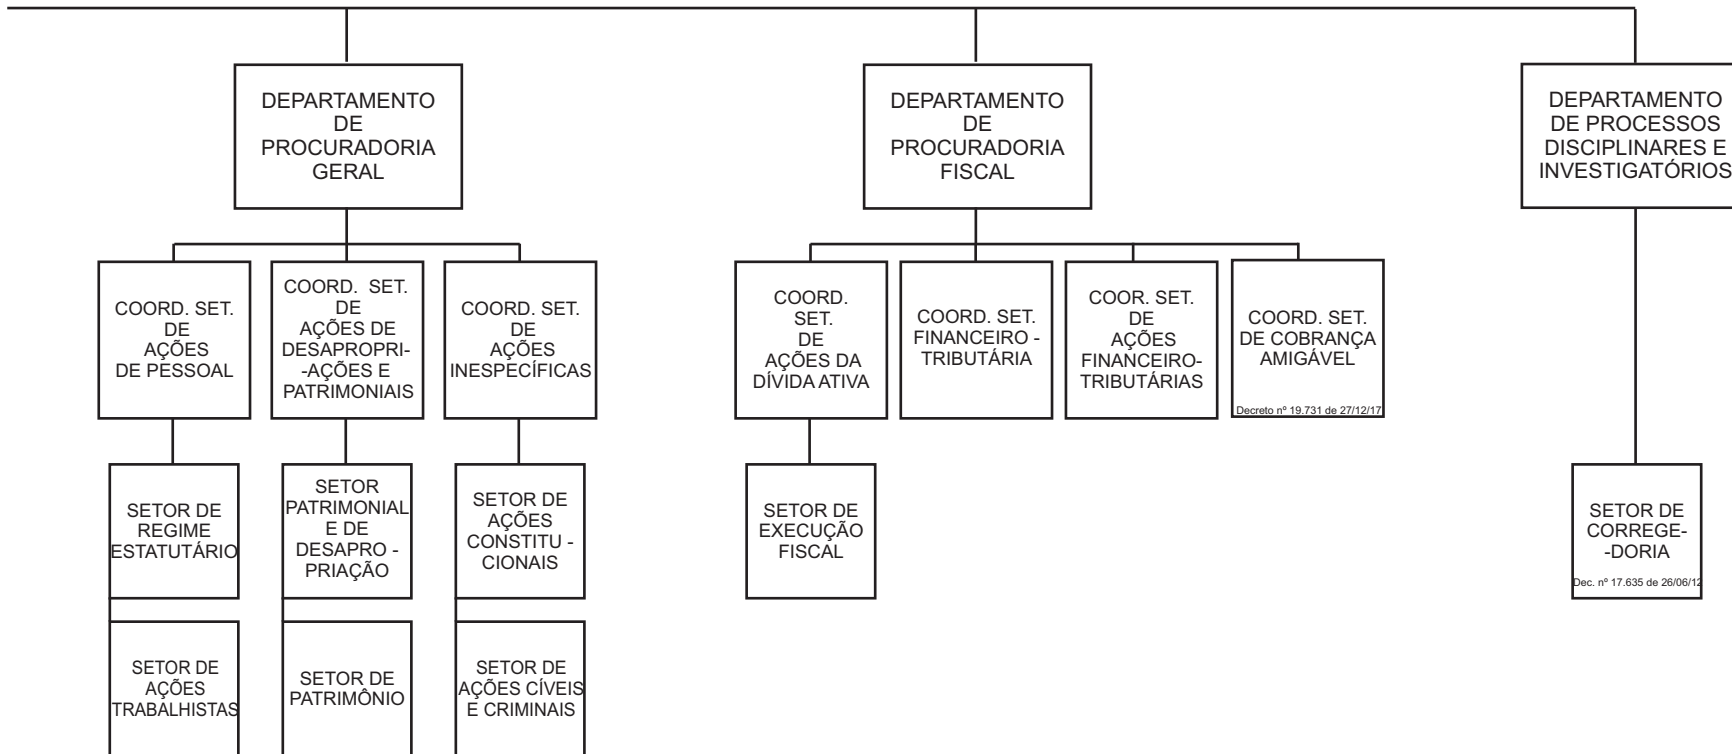 DEPARTAMENTO
DE
PROCURADORIA
GERAL
DEPARTAMENTO
DE
PROCURADORIA
FISCAL
DEPARTAMENTO
DE PROCESSOS
DISCIPLINARES E
INVESTIGATÓRIOS
COORD. SET.
DE
AÇÕES
DE PESSOAL
COORD. SET.
DE
AÇÕES DE
DESAPROPRI-
-AÇÕES E
PATRIMONIAIS
COORD. SET.
DE
AÇÕES
INESPECÍFICAS
COORD.
SET.
DE
AÇÕES DA
DÍVIDA ATIVA
COORD. SET.
FINANCEIRO -
TRIBUTÁRIA
COOR. SET.
DE
AÇÕES
FINANCEIRO-
TRIBUTÁRIAS
COORD. SET.
DE COBRANÇA
AMIGÁVEL
Decreto nº 19.731 de 27/12/17
SETOR DE
REGIME
ESTATUTÁRIO
SETOR
PATRIMONIAL
E DE
DESAPRO -
PRIAÇÃO
SETOR DE
AÇÕES
CONSTITU -
CIONAIS
SETOR DE
EXECUÇÃO
FISCAL
SETOR DE
CORREGE-
-DORIA
Dec. nº 17.635 de 26/06/12
SETOR DE
AÇÕES
TRABALHISTAS
SETOR DE
PATRIMÔNIO
SETOR DE
AÇÕES CÍVEIS
E CRIMINAIS